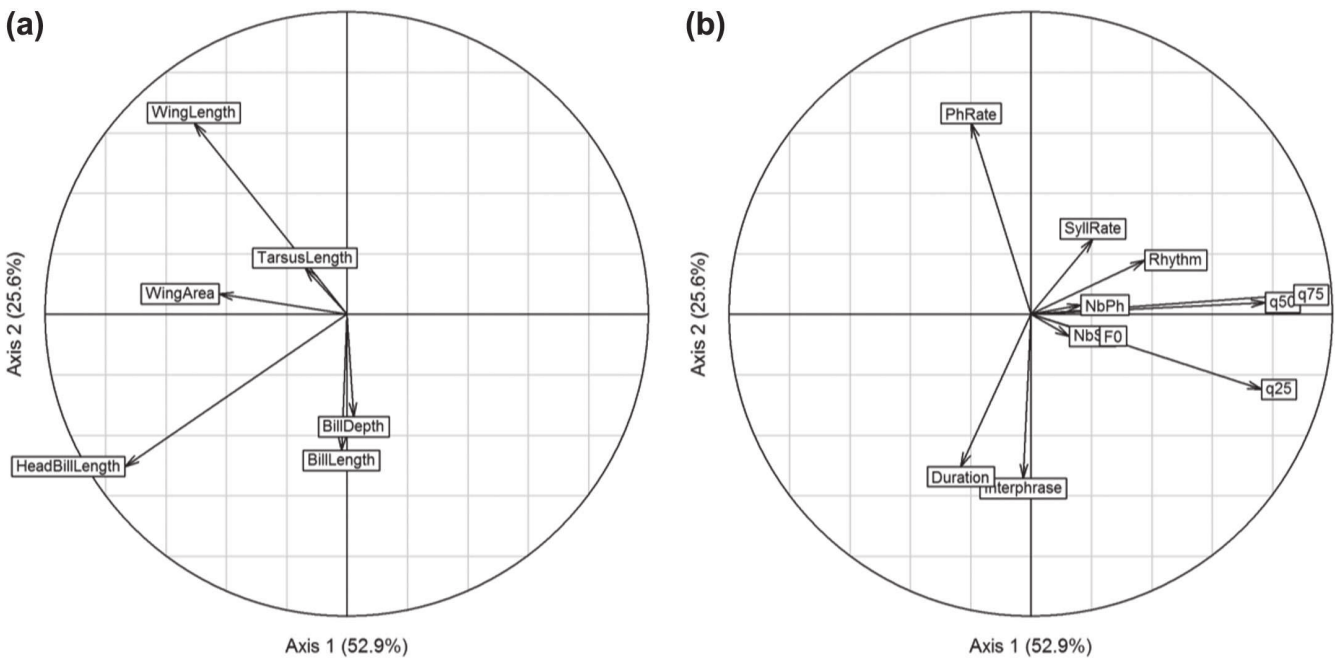 (a)
WingLength
TarsusLength
WingArea
BillDepth
BillLength
HeadBillLength
Axis 2 (25.6%)
Axis 1 (52.9%)
(b)
PhRate
SyllRate
Rhythm
NbPh
q50
q75
F0
q25
Duration
Interphrase
Axis 2 (25.6%)
Axis 1 (52.9%)